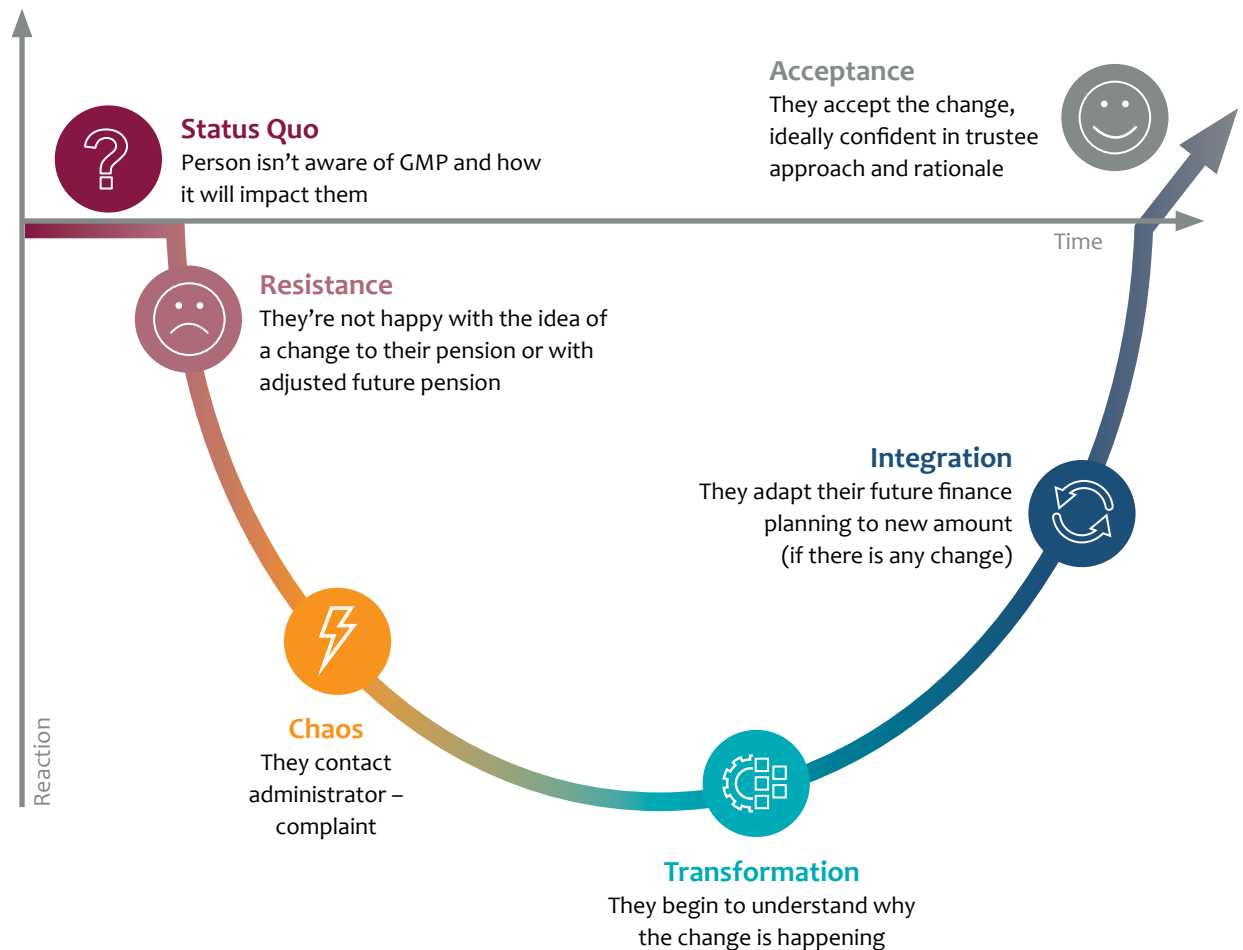 Status Quo
Person isn't aware of GMP and how
it will impact them
Acceptance
They accept the change,
ideally confident in trustee
approach and rationale
Time
Resistance
They're not happy with the idea of
a change to their pension or with
adjusted future pension
Integration
They adapt their future finance
planning to new amount
(if there is any change)
Chaos
They contact
administrator –
complaint
Reaction
Transformation
They begin to understand why
the change is happening